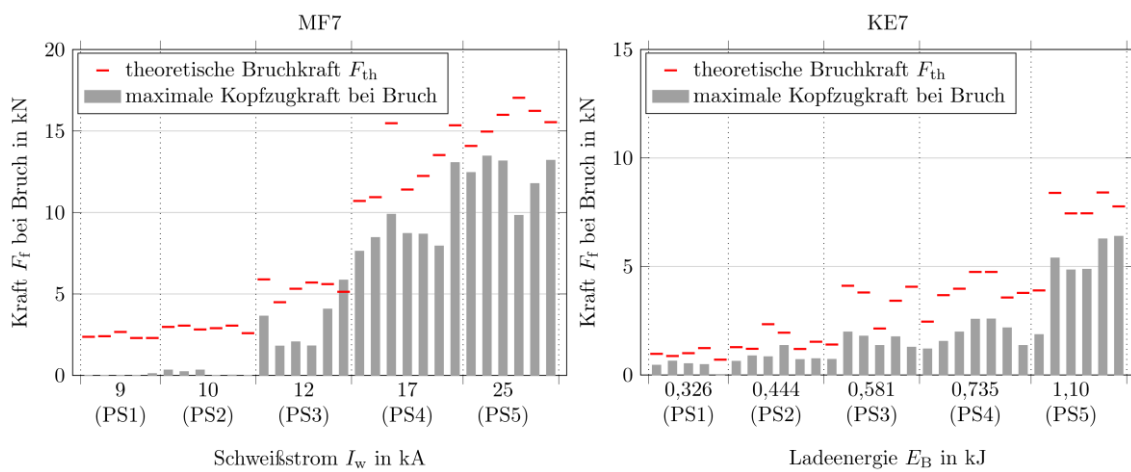 MF7
Kraft F_f bei Bruch in kN
20
15
10
5
0
theoretische Bruchkraft F_th
maximale Kopfzugkraft bei Bruch
9 10 12 17 25
(PS1) (PS2) (PS3) (PS4) (PS5)
Schweißstrom I_w in kA
KE7
Kraft F_f bei Bruch in kN
15
10
5
0
theoretische Bruchkraft F_th
maximale Kopfzugkraft bei Bruch
0,326 0,444 0,581 0,735 1,10
(PS1) (PS2) (PS3) (PS4) (PS5)
Ladeenergie E_B in kJ